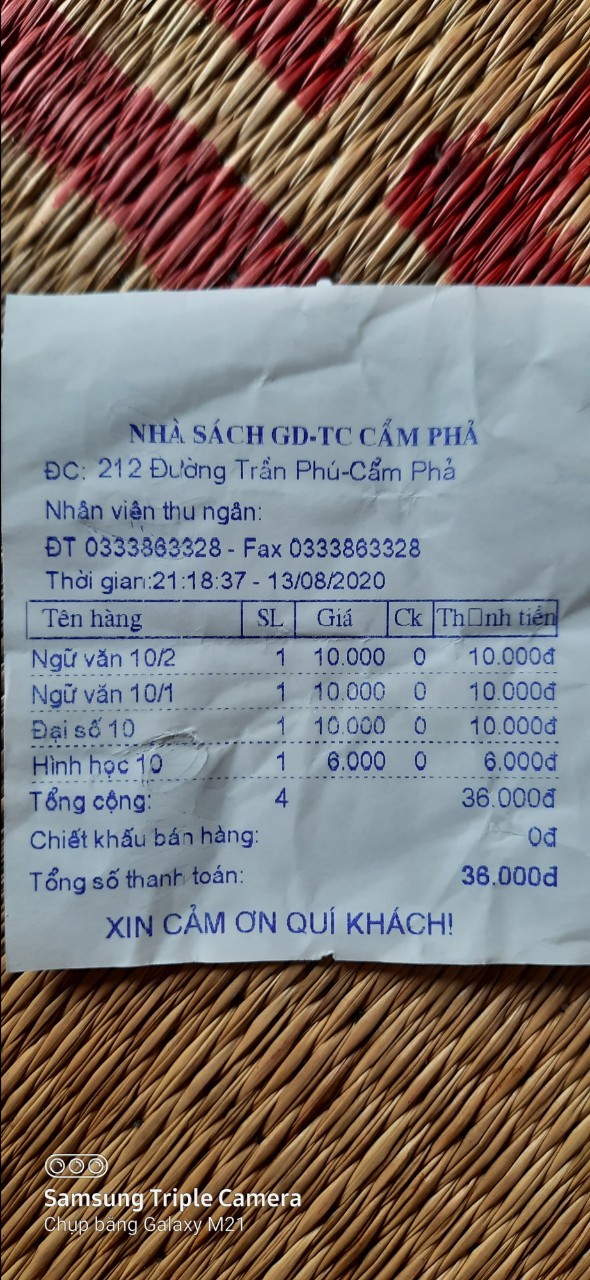 NHÀ SÁCH GD-TC CẨM PHẢ
ĐC: 212 Đường Trần Phú-Cẩm Phả
Nhân viện thu ngân:
ĐT 0333863328 - Fax 0333863328
Thời gian:21:18:37 - 13/08/2020
Tên hàng SL Giá Ck Th□nh tiền
Ngữ văn 10/2 1 10.000 0 10.000đ
Ngữ văn 10/1 1 10.000 0 10.000đ
Đại số 10 1 10.000 0 10.000đ
Hình học 10 1 6.000 0 6.000đ
Tổng cộng: 4 36.000đ
Chiết khấu bán hàng: 0đ
Tổng số thanh toán: 36.000đ
XIN CẢM ƠN QUÍ KHÁCH!
Samsung Triple Camera
Chụp bằng Galaxy M21